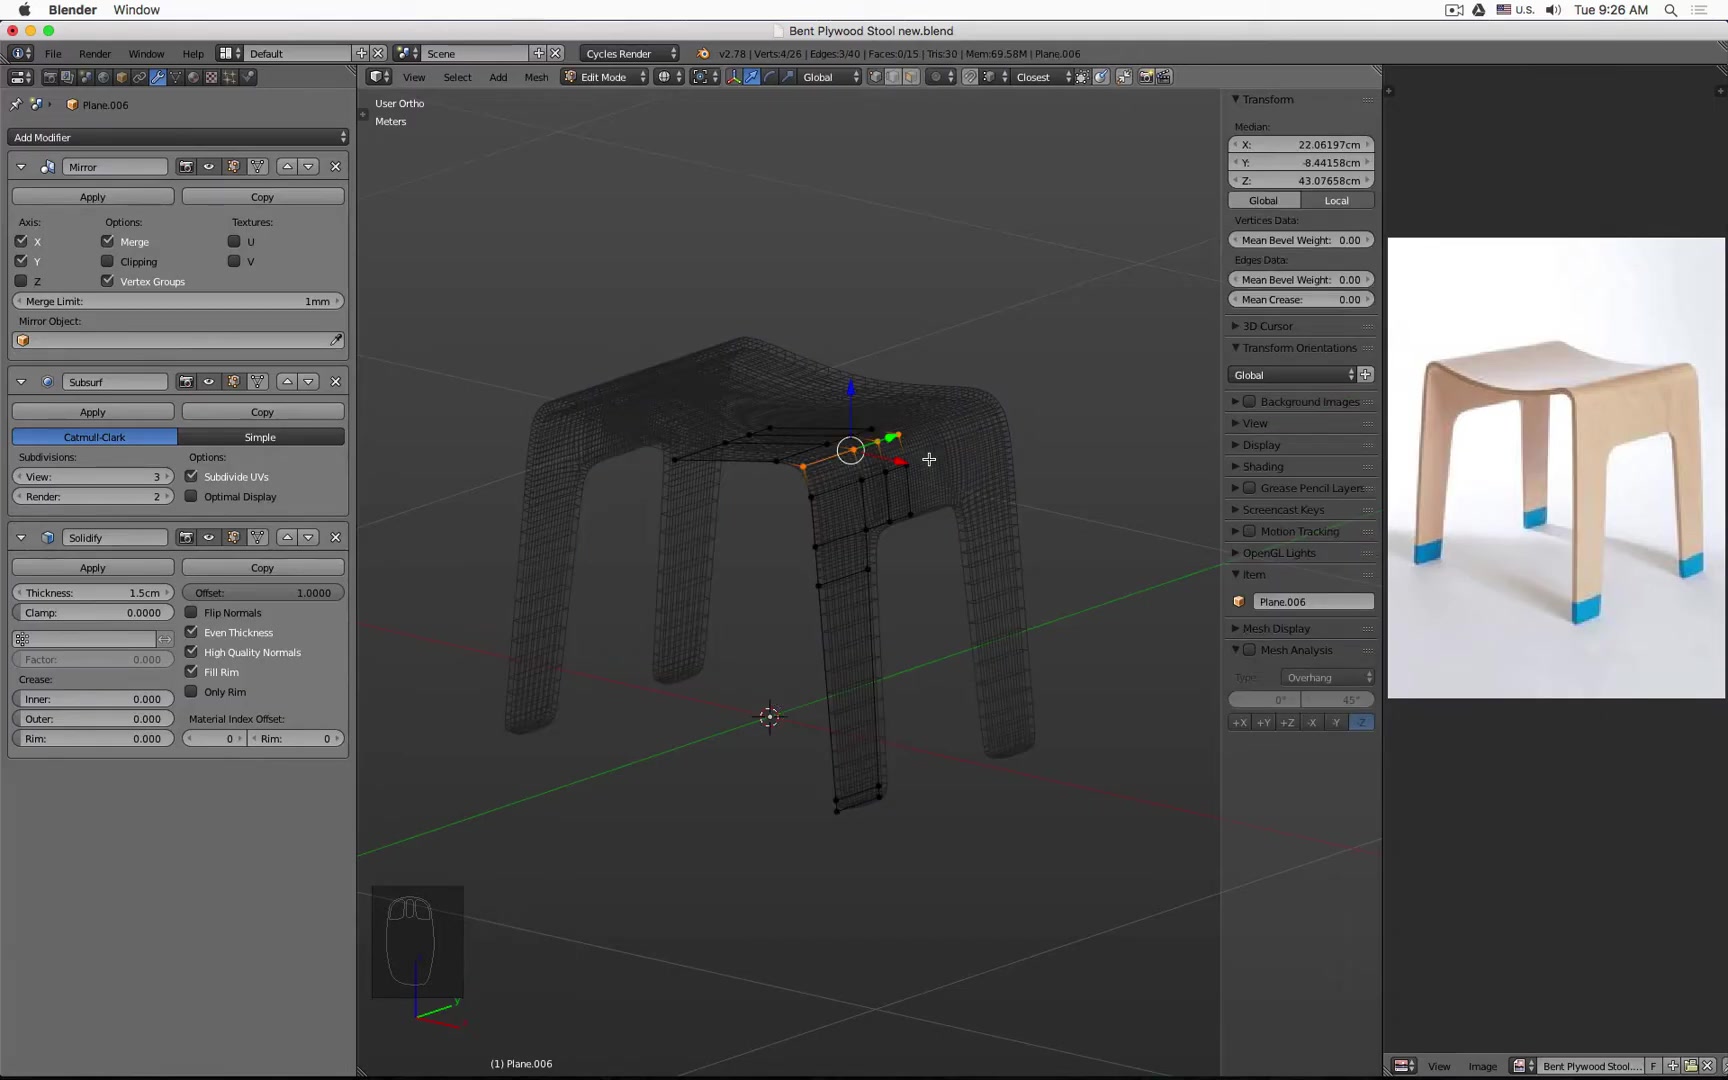 Blender Window U.S. Tue 9:26 AM
Bent Plywood Stool new.blend
File Render Window Help Default Scene Cycles Render v2.78 | Verts:4/26 | Edges:3/40 | Faces:0/15 | Tris:30 | Mem:69.58M | Plane.006
View Select Add Mesh Edit Mode Global Closest
Plane.006
Add Modifier
Mirror
Apply Copy
Axis: Options: Textures:
X Merge U
Y Clipping V
Z Vertex Groups
Merge Limit: 1mm
Mirror Object:
Subsurf
Apply Copy
Catmull-Clark Simple
Subdivisions: Options:
View: 3 Subdivide UVs
Render: 2 Optimal Display
Solidify
Apply Copy
Thickness: 1.5cm Offset: 1.0000
Clamp: 0.0000 Flip Normals
Even Thickness
Factor: 0.000 High Quality Normals
Crease: Fill Rim
Inner: 0.000 Only Rim
Outer: 0.000 Material Index Offset:
Rim: 0.000 0 Rim: 0
User Ortho
Meters
y
(1) Plane.006
Transform
Median:
X: 22.06197cm
Y: -8.44158cm
Z: 43.07658cm
Global Local
Vertices Data:
Mean Bevel Weight: 0.00
Edges Data:
Mean Bevel Weight: 0.00
Mean Crease: 0.00
3D Cursor
Transform Orientations
Global
Background Images
View
Display
Shading
Grease Pencil Layers
Screencast Keys
Motion Tracking
OpenGL Lights
Item
Plane.006
Mesh Display
Mesh Analysis
Type: Overhang
0° 45°
+X +Y +Z -X -Y -Z
View Image Bent Plywood Stool.... F